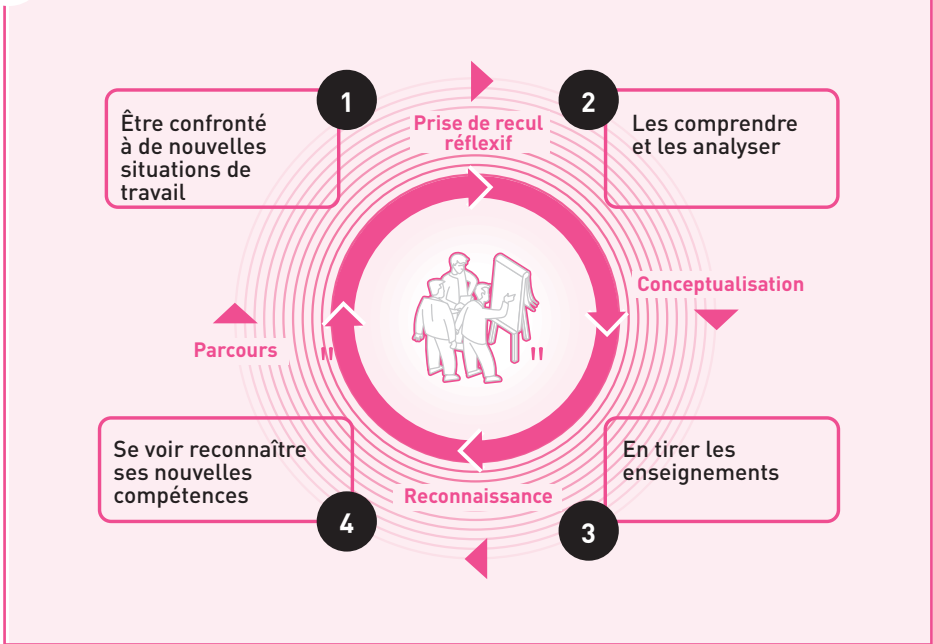 1
Être confronté
à de nouvelles
situations de
travail
Prise de recul
réflexif
2
Les comprendre
et les analyser
Conceptualisation
3
En tirer les
enseignements
Reconnaissance
4
Se voir reconnaître
ses nouvelles
compétences
Parcours
"
"